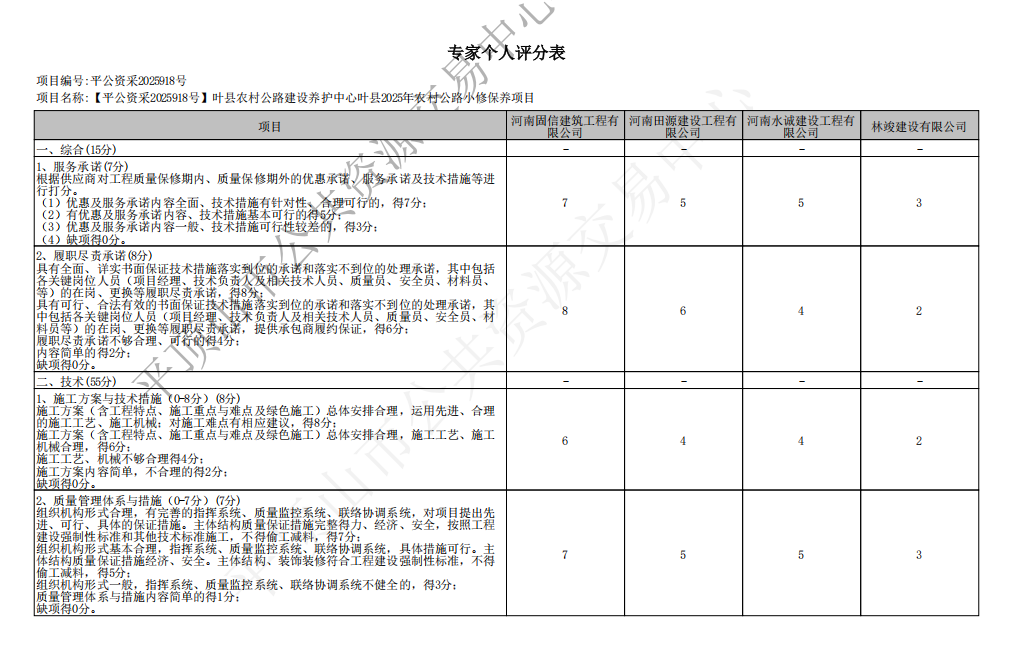 专家个人评分表
项目编号:平公资采2025918号
项目名称:【平公资采2025918号】叶县农村公路建设养护中心叶县2025年农村公路小修保养项目
项目 河南固信建筑工程有限公司 河南田源建设工程有限公司 河南水诚建设工程有限公司 林竣建设有限公司
一、综合(15分) - - - -
1、服务承诺(7分)
根据供应商对工程质量保修期内、质量保修期外的优惠承诺、服务承诺及技术措施等进
行打分。
（1）优惠及服务承诺内容全面、技术措施有针对性、合理可行的，得7分；
（2）有优惠及服务承诺内容、技术措施基本可行的得5分；
（3）优惠及服务承诺内容一般、技术措施可行性较差的，得3分；
（4）缺项得0分。
7 5 5 3
2、履职尽责承诺(8分)
具有全面、详实书面保证技术措施落实到位的承诺和落实不到位的处理承诺，其中包括
各关键岗位人员（项目经理、技术负责人及相关技术人员、质量员、安全员、材料员、
等）的在岗、更换等履职尽责承诺，得8分；
具有可行、合法有效的书面保证技术措施落实到位的承诺和落实不到位的处理承诺，其
中包括各关键岗位人员（项目经理、技术负责人及相关技术人员、质量员、安全员、材
料员等）的在岗、更换等履职尽责承诺，提供承包商履约保证，得6分；
履职尽责承诺不够合理、可行的得4分；
内容简单的得2分；
缺项得0分。
8 6 4 2
二、技术(55分) - - - -
1、施工方案与技术措施（0-8分）(8分)
施工方案（含工程特点、施工重点与难点及绿色施工）总体安排合理，运用先进、合理
的施工工艺、施工机械；对施工难点有相应建议，得8分；
施工方案（含工程特点、施工重点与难点及绿色施工）总体安排合理，施工工艺、施工
机械合理，得6分；
施工工艺、机械不够合理得4分；
施工方案内容简单，不合理的得2分；
缺项得0分。
6 4 4 2
2、质量管理体系与措施（0-7分）(7分)
组织机构形式合理，有完善的指挥系统、质量监控系统、联络协调系统，对项目提出先
进、可行、具体的保证措施。主体结构质量保证措施完整得力、经济、安全，按照工程
建设强制性标准和其他技术标准施工，不得偷工减料，得7分；
组织机构形式基本合理，指挥系统、质量监控系统、联络协调系统，具体措施可行。主
体结构质量保证措施经济、安全。主体结构、装饰装修符合工程建设强制性标准，不得
偷工减料，得5分；
组织机构形式一般，指挥系统、质量监控系统、联络协调系统不健全的，得3分；
质量管理体系与措施内容简单的得1分；
缺项得0分。
7 5 5 3
平顶山市公共资源交易中心
平顶山市公共资源交易中心